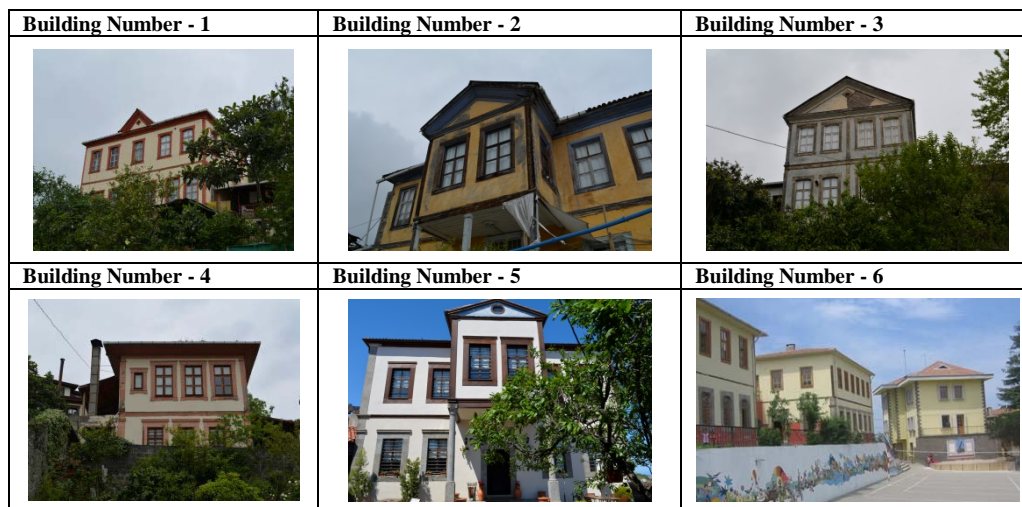 Building Number - 1
Building Number - 2
Building Number - 3
Building Number - 4
Building Number - 5
Building Number - 6